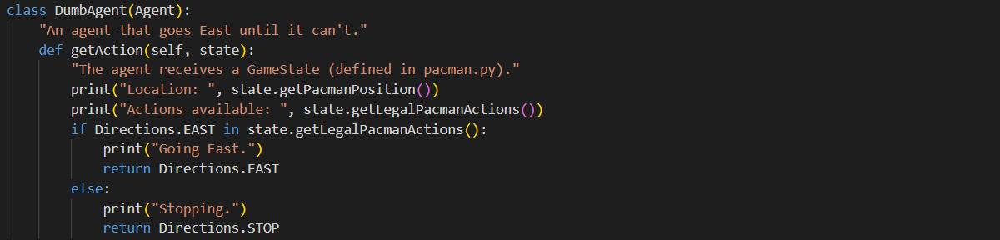 class DumbAgent(Agent):
    "An agent that goes East until it can't."
    def getAction(self, state):
        "The agent receives a GameState (defined in pacman.py)."
        print("Location: ", state.getPacmanPosition())
        print("Actions available: ", state.getLegalPacmanActions())
        if Directions.EAST in state.getLegalPacmanActions():
            print("Going East.")
            return Directions.EAST
        else:
            print("Stopping.")
            return Directions.STOP